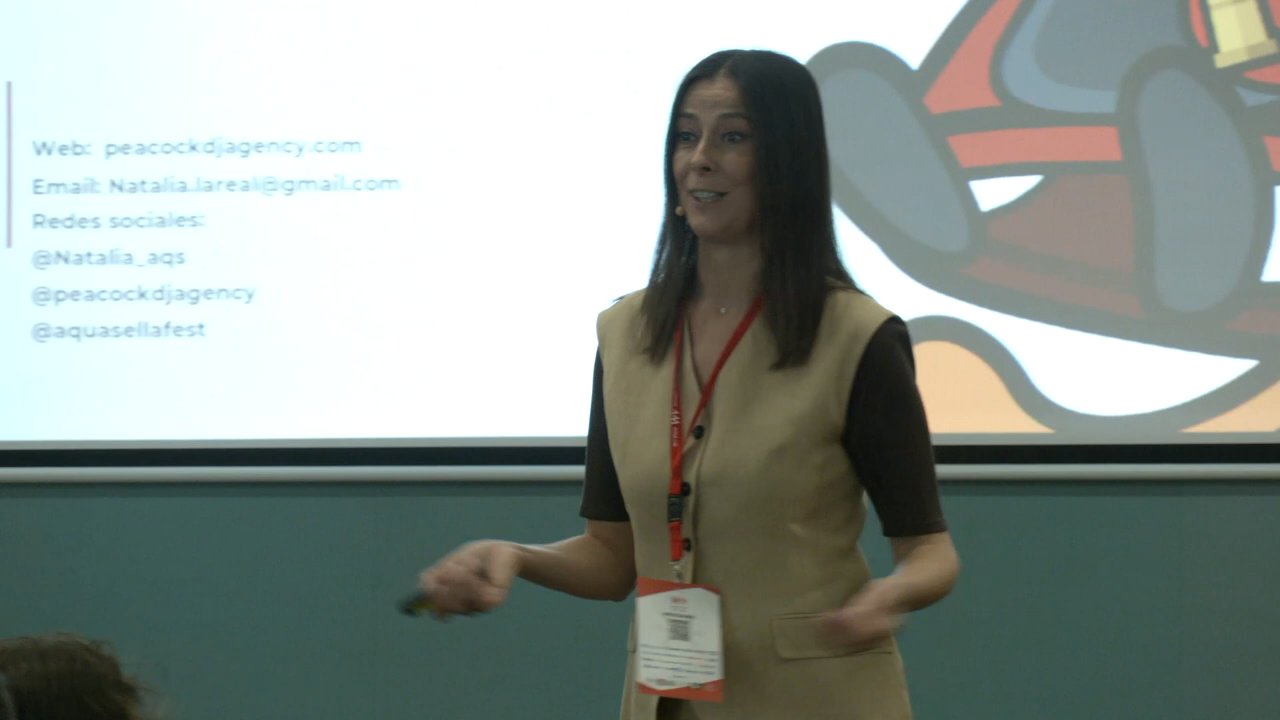 Web: peacockdjagency.com
Email: Natalia.lareal@gmail.com
Redes sociales:
@Natalia_aqs
@peacockdjagency
@aquasellafest